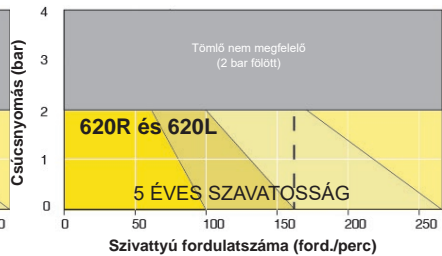 4
3
2
1
0
Csúcsnyomás (bar)
Tömlő nem megfelelő
(2 bar fölött)
620R és 620L
5 ÉVES SZAVATOSSÁG
0 0 50 100 150 200 250
Szivattyú fordulatszáma (ford./perc)